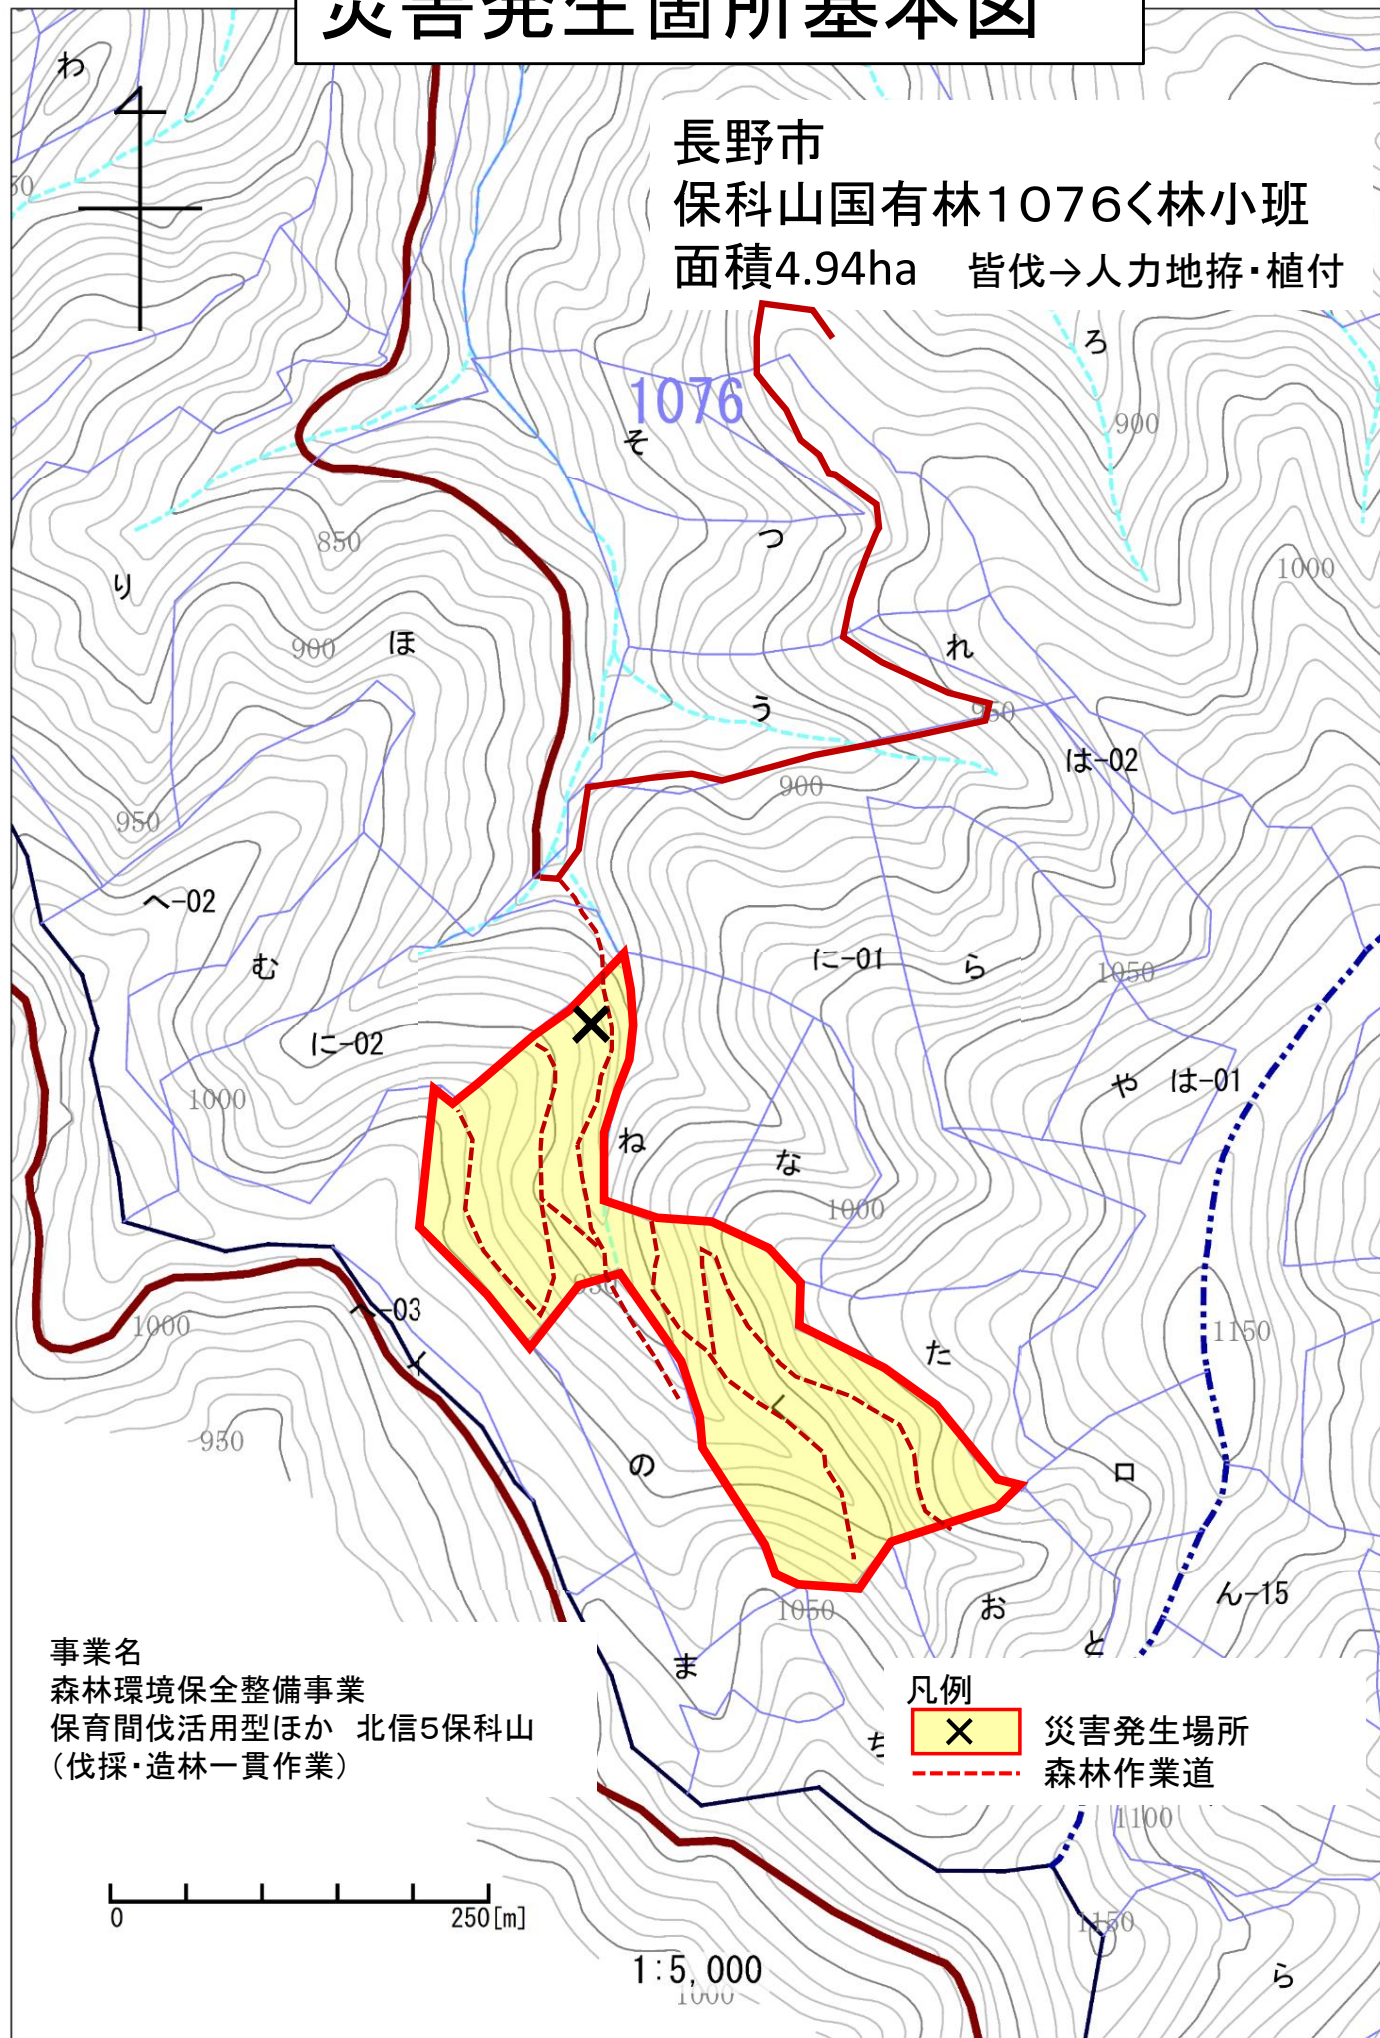 災害発生箇所基本図
長野市
保科山国有林1076く林小班
面積4.94ha　皆伐→人力地拵・植付
わ
ろ
1076
そ
900
つ
850
1000
り
900
ほ
れ
う
950
は-02
900
950
へ-02
む
に-01
ら
1050
に-02
1000
や
は-01
ね
な
1000
950
へ-03
1000
イ
1150
た
950
く
の
ロ
1050
お
ん-15
と
ま
ち
事業名
森林環境保全整備事業
保育間伐活用型ほか　北信5保科山
(伐採・造林一貫作業)
凡例
× 災害発生場所
森林作業道
1100
0
250[m]
1150
1:5,000
1000
ら